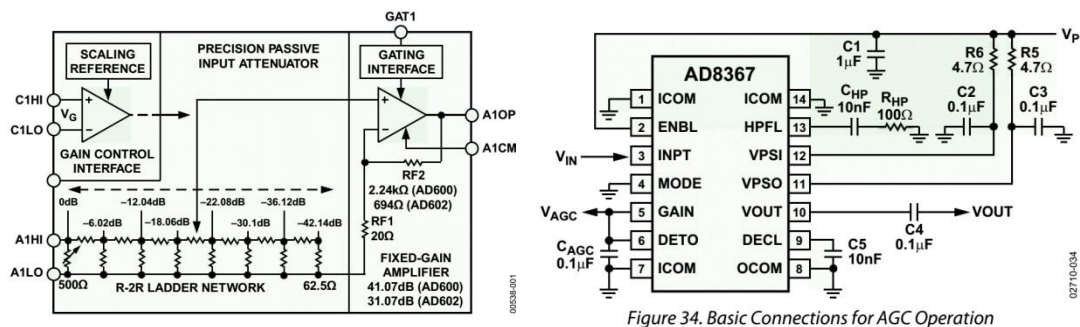 GAT1
SCALING
REFERENCE
PRECISION PASSIVE
INPUT ATTENUATOR
GATING
INTERFACE
C1HI
+
VG
C1LO
–
GAIN CONTROL
INTERFACE
+
–
A1OP
A1CM
RF2
2.24kΩ (AD600)
694Ω (AD602)
0dB
–6.02dB
–12.04dB
–18.06dB
–22.08dB
–30.1dB
–36.12dB
–42.14dB
RF1
20Ω
A1HI
A1LO
500Ω
R-2R LADDER NETWORK
62.5Ω
FIXED-GAIN
AMPLIFIER
41.07dB (AD600)
31.07dB (AD602)
00538-001
VP
C1
1µF
R6
4.7Ω
R5
4.7Ω
AD8367
CHP
10nF
RHP
100Ω
C2
0.1µF
C3
0.1µF
1 ICOM ICOM 14
2 ENBL HPFL 13
VIN 3 INPT VPSI 12
4 MODE VPSO 11
VAGC 5 GAIN VOUT 10 VOUT
C4
0.1µF
6 DETO DECL 9
CAGC
0.1µF
C5
10nF
7 ICOM OCOM 8
02710-034
Figure 34. Basic Connections for AGC Operation